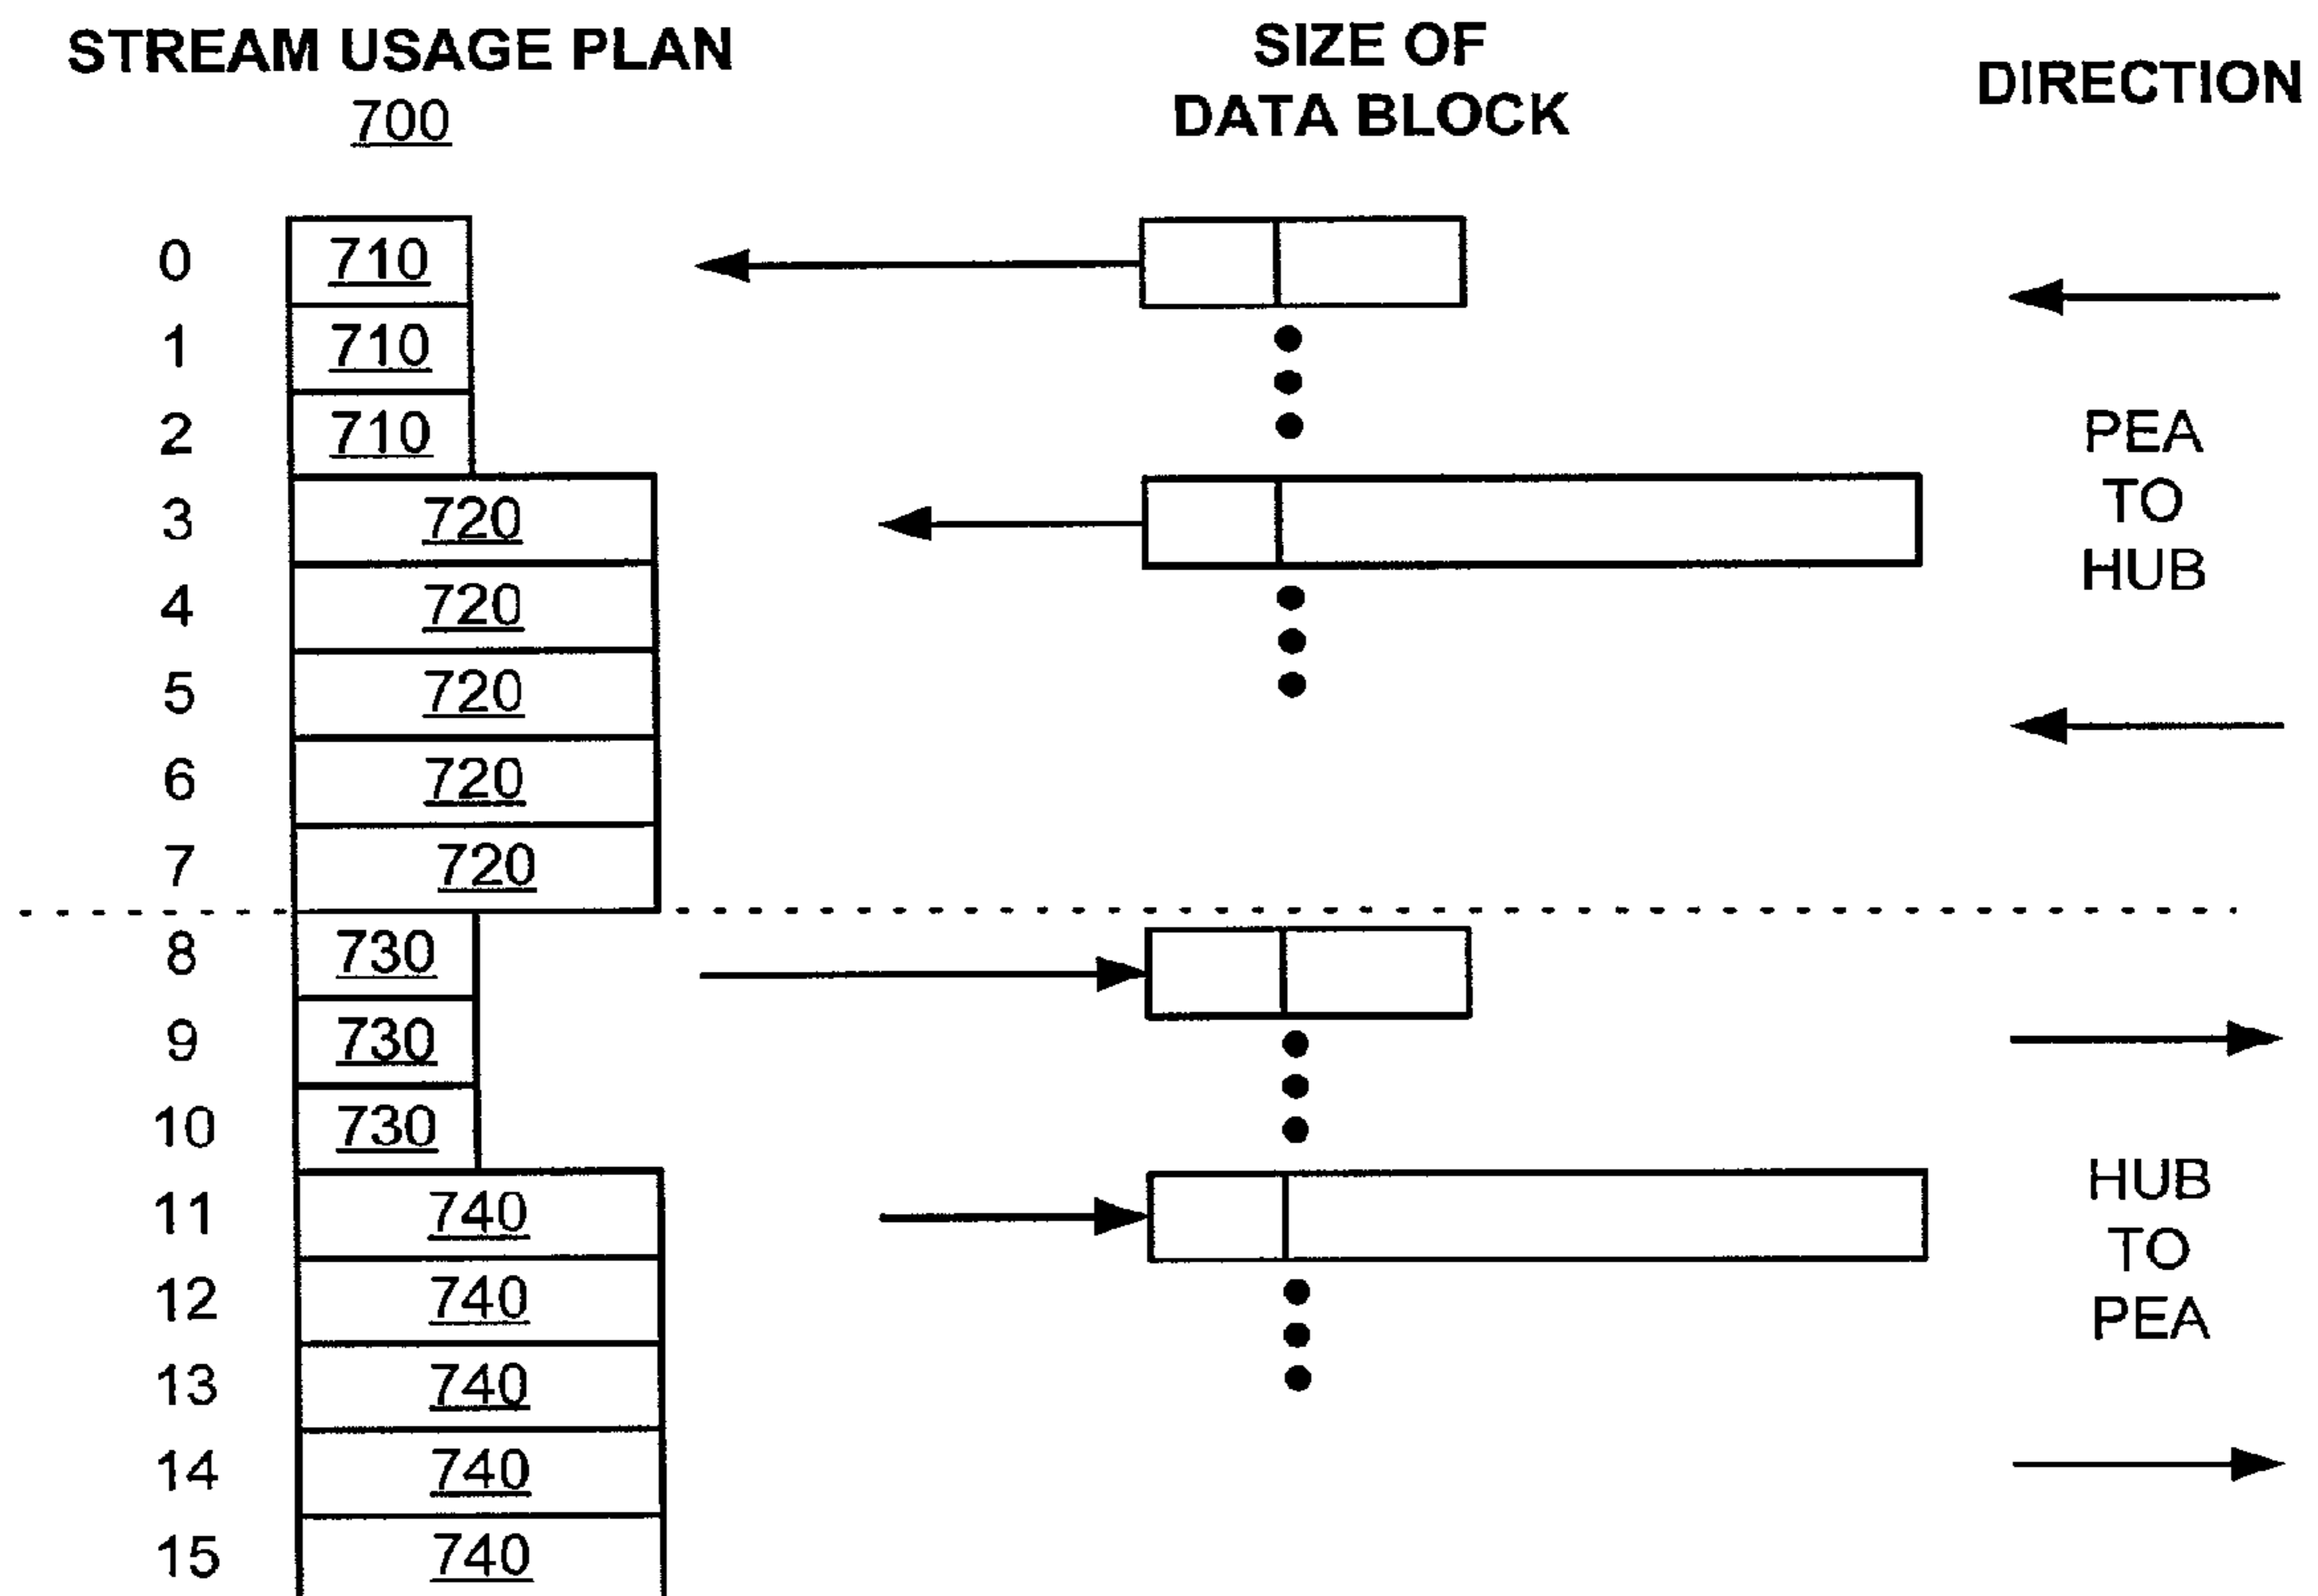 STREAM USAGE PLAN
700
SIZE OF
DATA BLOCK
DIRECTION
0 710
1 710
2 710
3 720
4 720
5 720
6 720
7 720
PEA
TO
HUB
8 730
9 730
10 730
11 740
12 740
13 740
14 740
15 740
HUB
TO
PEA